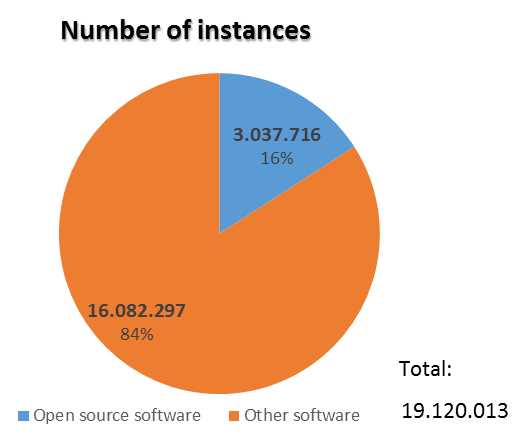 Number of instances
3.037.716
16%
16.082.297
84%
Total:
19.120.013
Open source software
Other software